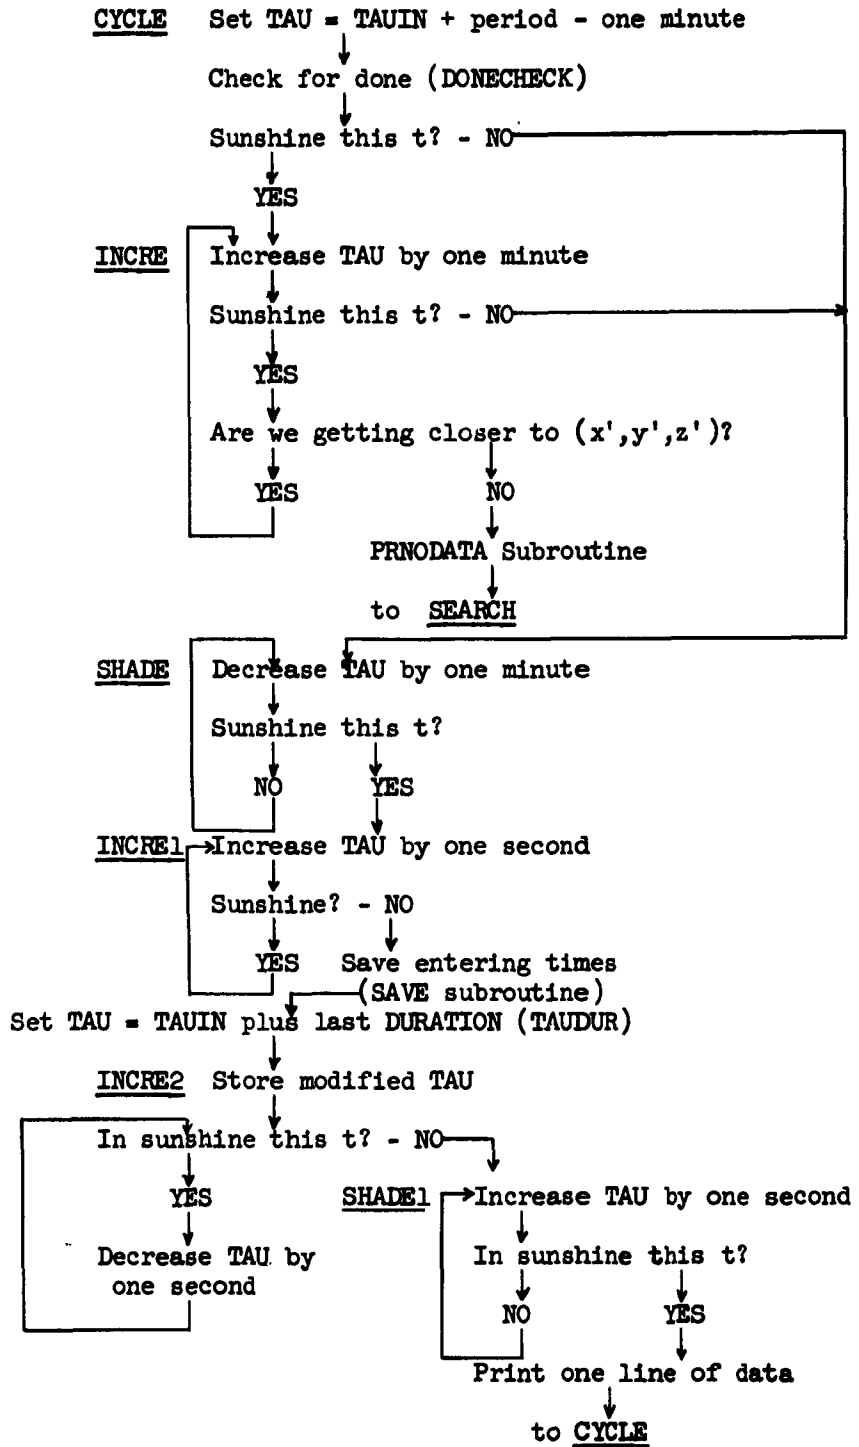 CYCLE Set TAU = TAUIN + period - one minute
Check for done (DONECHECK)
Sunshine this t? - NO
YES
INCRE Increase TAU by one minute
Sunshine this t? - NO
YES
Are we getting closer to (x',y',z')?
YES NO
PRNODATA Subroutine
to SEARCH
SHADE Decrease TAU by one minute
Sunshine this t?
NO YES
INCRE1 Increase TAU by one second
Sunshine? - NO
YES Save entering times
(SAVE subroutine)
Set TAU = TAUIN plus last DURATION (TAUDUR)
INCRE2 Store modified TAU
In sunshine this t? - NO
YES SHADE1 Increase TAU by one second
Decrease TAU by In sunshine this t?
one second
NO YES
Print one line of data
to CYCLE